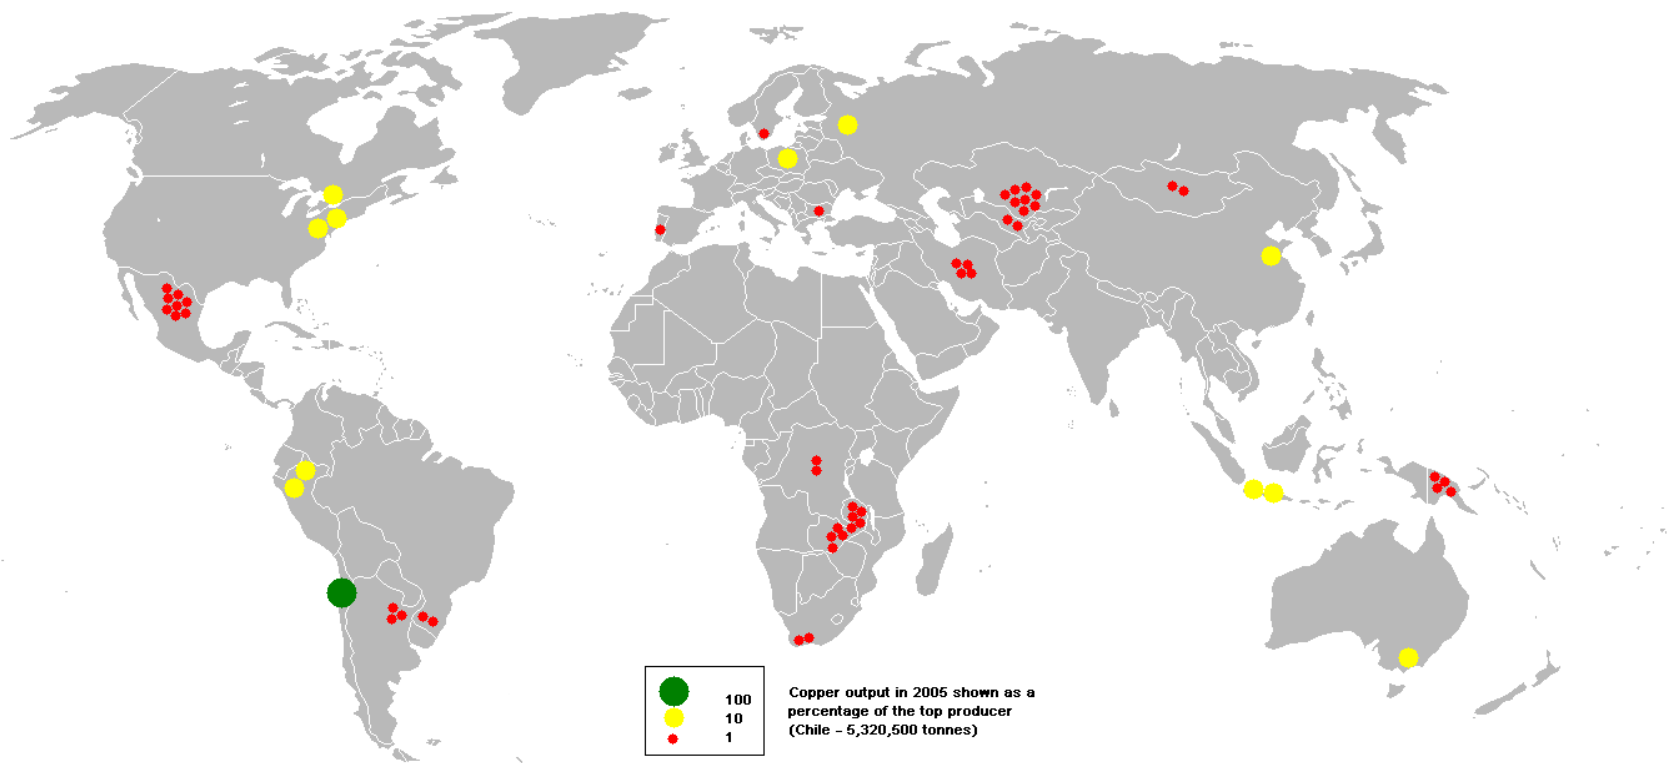 100
10
1
Copper output in 2005 shown as a
percentage of the top producer
(Chile - 5,320,500 tonnes)